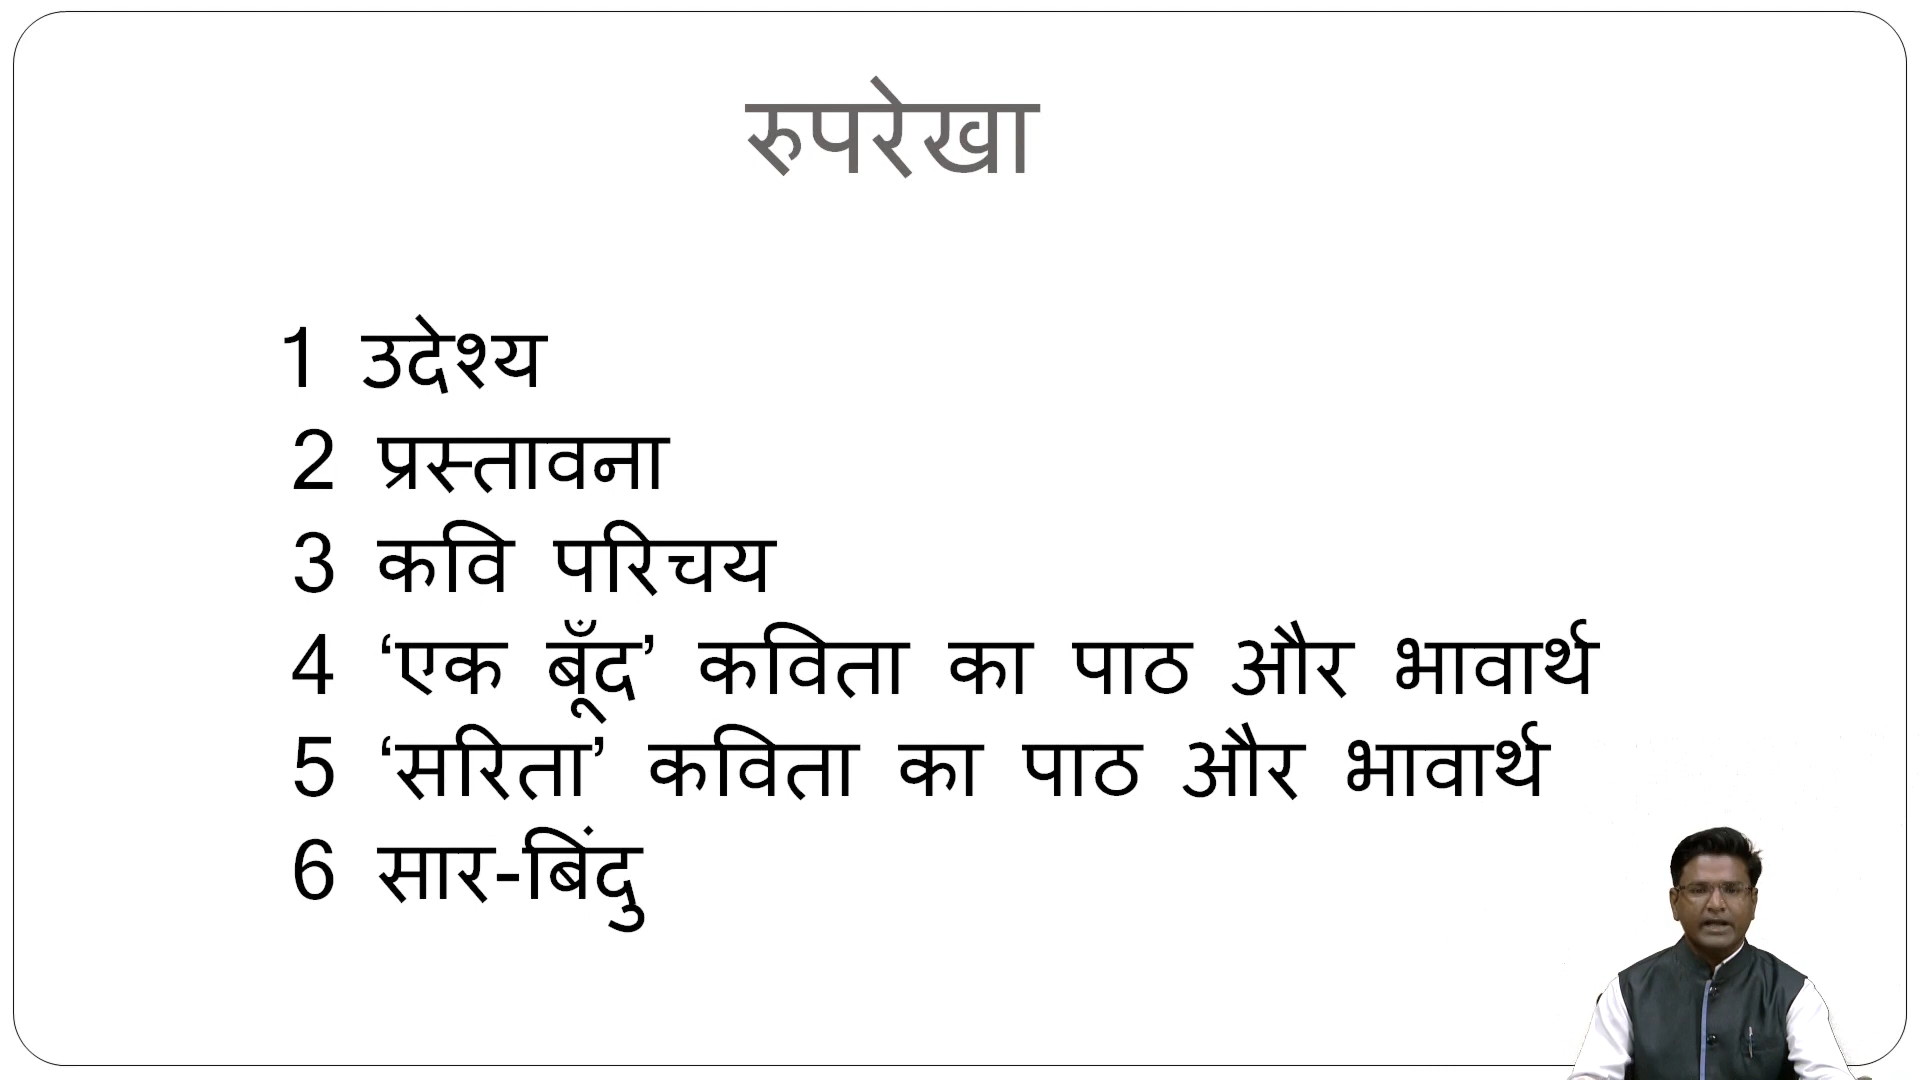 रुपरेखा
1 उदेश्य
2 प्रस्तावना
3 कवि परिचय
4 ‘एक बूँद’ कविता का पाठ और भावार्थ
5 ‘सरिता’ कविता का पाठ और भावार्थ
6 सार-बिंदु